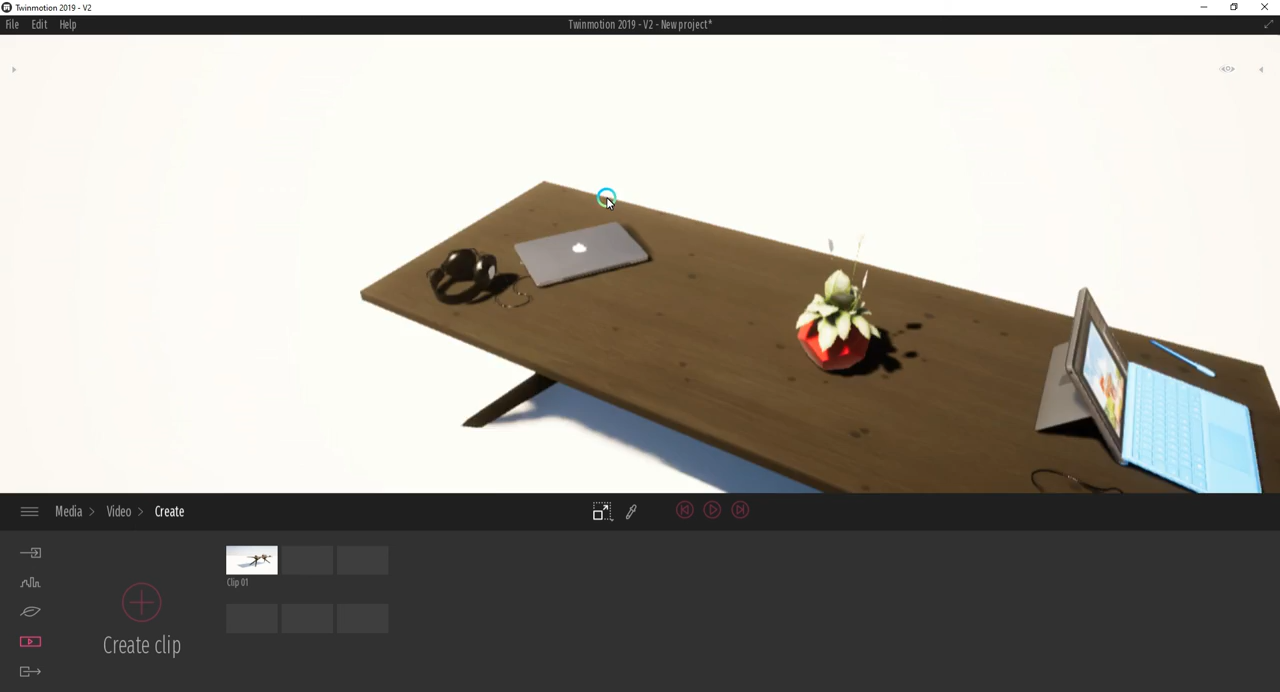 Twinmotion 2019 - V2
File Edit Help
Twinmotion 2019 - V2 - New project*
Media > Video > Create
Clip 01
Create clip